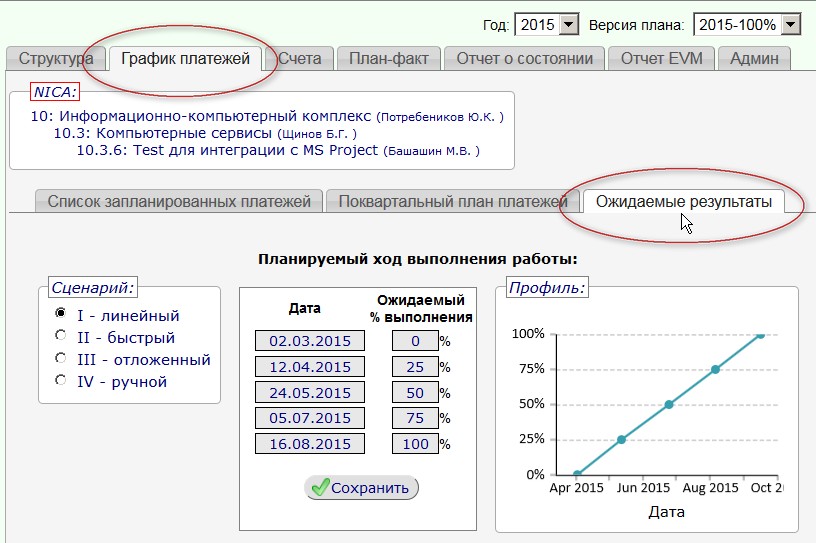 Год: 2015 Версия плана: 2015-100%
Структура График платежей Счета План-факт Отчет о состоянии Отчет EVM Админ
NICA:
10: Информационно-компьютерный комплекс (Потребеников Ю.К. )
10.3: Компьютерные сервисы (Щинов Б.Г. )
10.3.6: Test для интеграции с MS Project (Башашин М.В. )
Список запланированных платежей Поквартальный план платежей Ожидаемые результаты
Планируемый ход выполнения работы:
Сценарий:
I - линейный
II - быстрый
III - отложенный
IV - ручной
Дата Ожидаемый % выполнения
02.03.2015 0 %
12.04.2015 25 %
24.05.2015 50 %
05.07.2015 75 %
16.08.2015 100 %
Сохранить
Профиль:
100%
75%
50%
25%
0%
Apr 2015 Jun 2015 Aug 2015 Oct 2
Дата